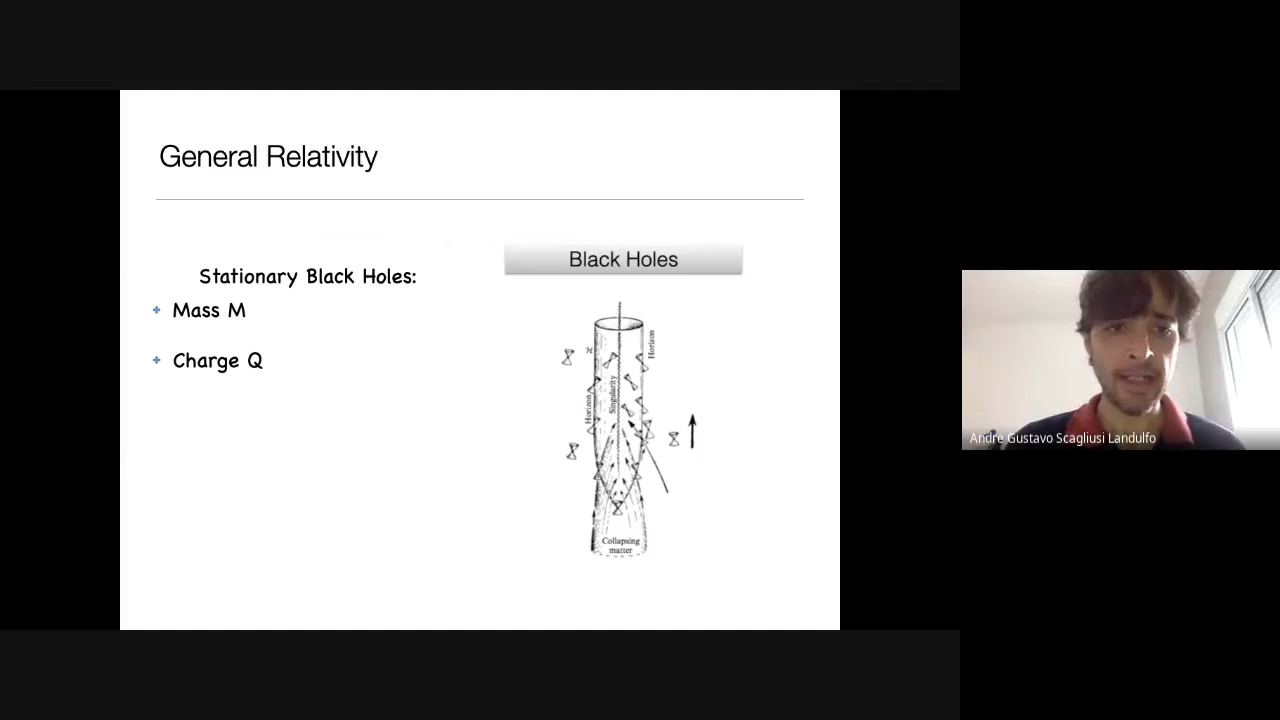 General Relativity
Stationary Black Holes:
Mass M
Charge Q
Black Holes
Horizon
H
Singularity
Horizon
Collapsing
matter
Andre Gustavo Scagliusi Landulfo